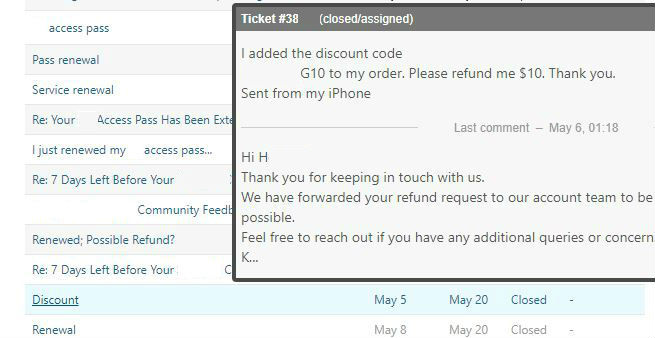 access pass
Pass renewal
Service renewal
Re: Your Access Pass Has Been Exte
I just renewed my access pass...
Re: 7 Days Left Before Your
Community Feedb
Renewed; Possible Refund?
Re: 7 Days Left Before Your C
Discount May 5 May 20 Closed -
Renewal May 8 May 20 Closed -
Ticket #38 (closed/assigned)
I added the discount code
G10 to my order. Please refund me $10. Thank you.
Sent from my iPhone
Last comment – May 6, 01:18
Hi H
Thank you for keeping in touch with us.
We have forwarded your refund request to our account team to be
possible.
Feel free to reach out if you have any additional queries or concern
K...